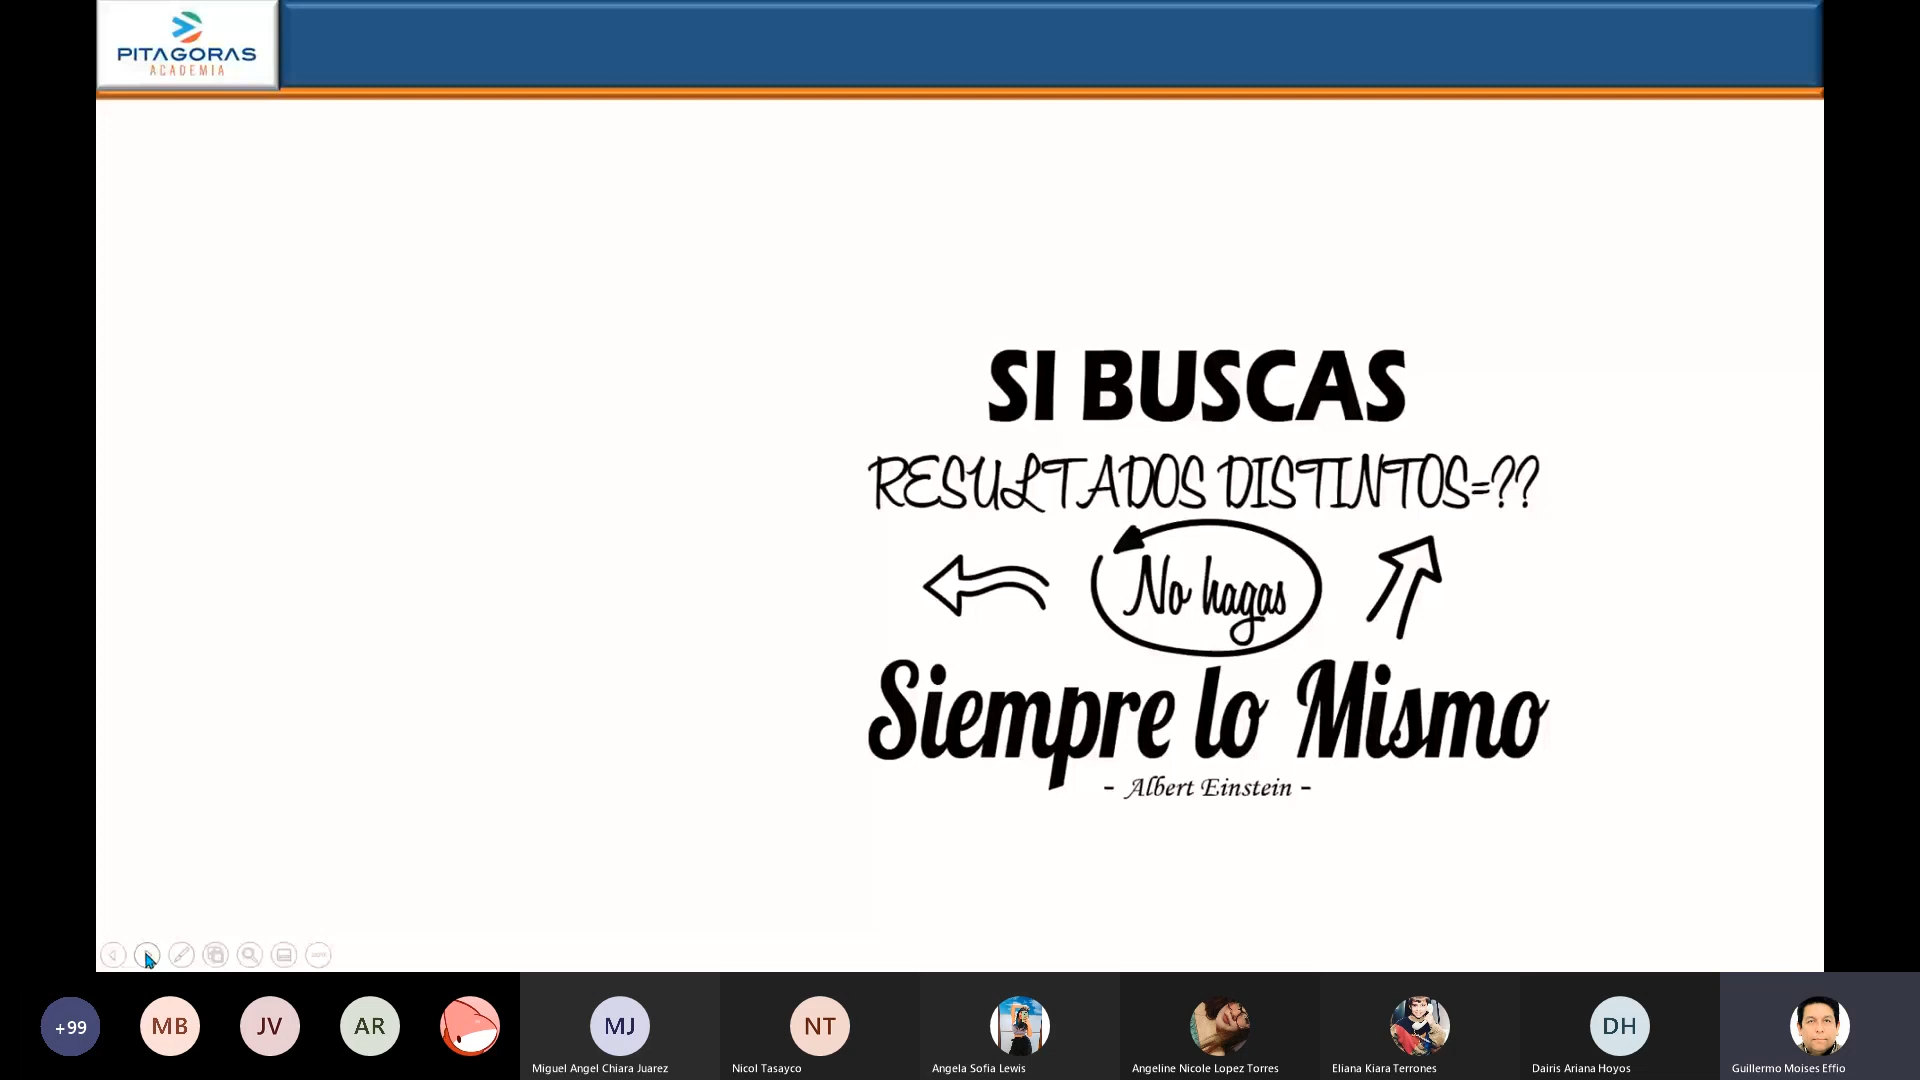 PITAGORAS
ACADEMIA
SI BUSCAS
RESULTADOS DISTINTOS=??
No hagas
Siempre lo Mismo
- Albert Einstein -
+99
MB
JV
AR
MJ
NT
DH
Miguel Angel Chiara Juarez
Nicol Tasayco
Angela Sofia Lewis
Angeline Nicole Lopez Torres
Eliana Kiara Terrones
Dairis Ariana Hoyos
Guillermo Moises Effio